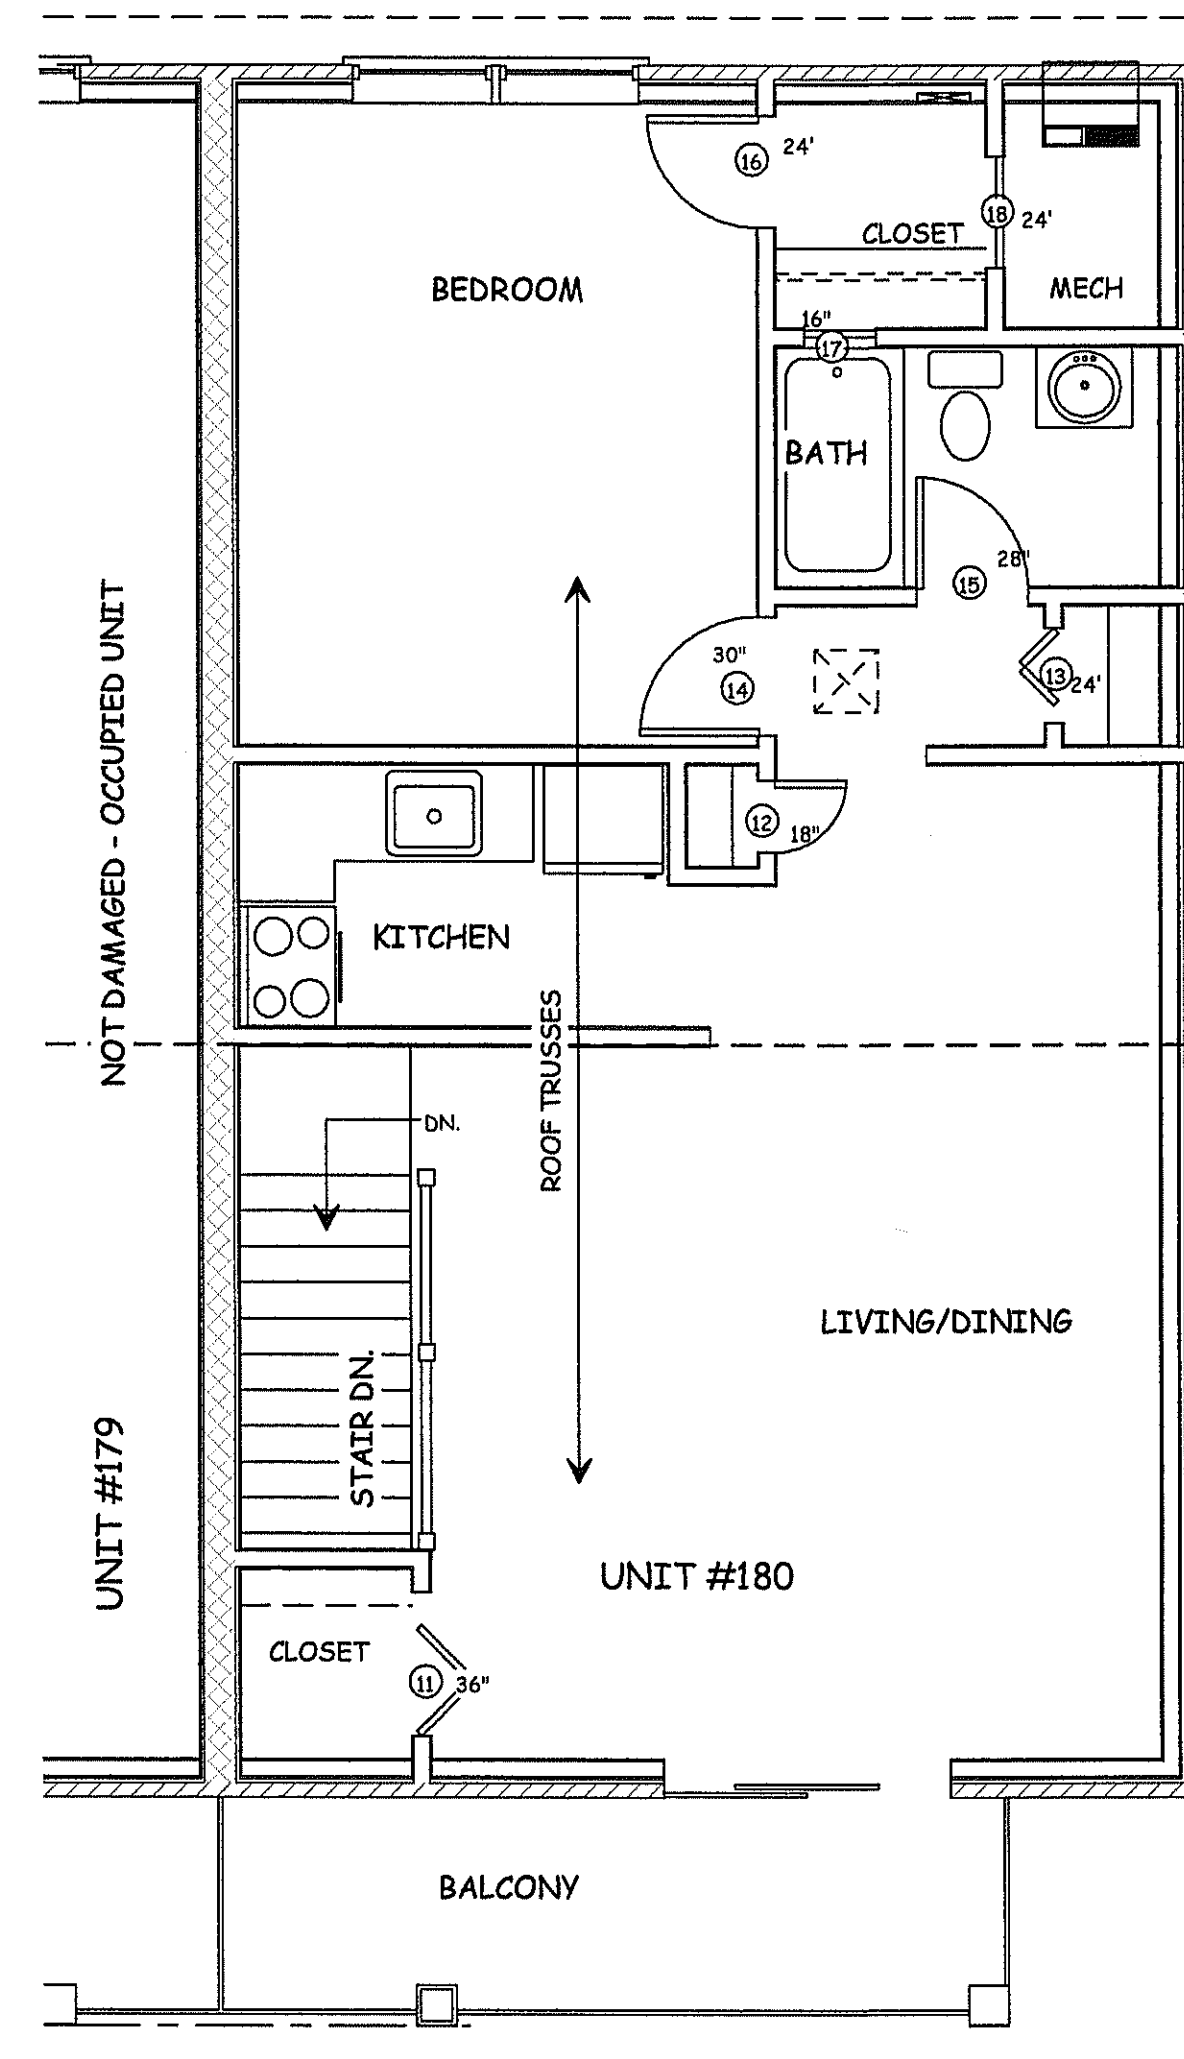 16
24'
18
24'
CLOSET
BEDROOM
MECH
16"
17
BATH
28"
15
30"
14
13
24'
12
18"
KITCHEN
NOT DAMAGED - OCCUPIED UNIT
ROOF TRUSSES
DN.
LIVING/DINING
STAIR DN.
UNIT #179
UNIT #180
CLOSET
11
36"
BALCONY